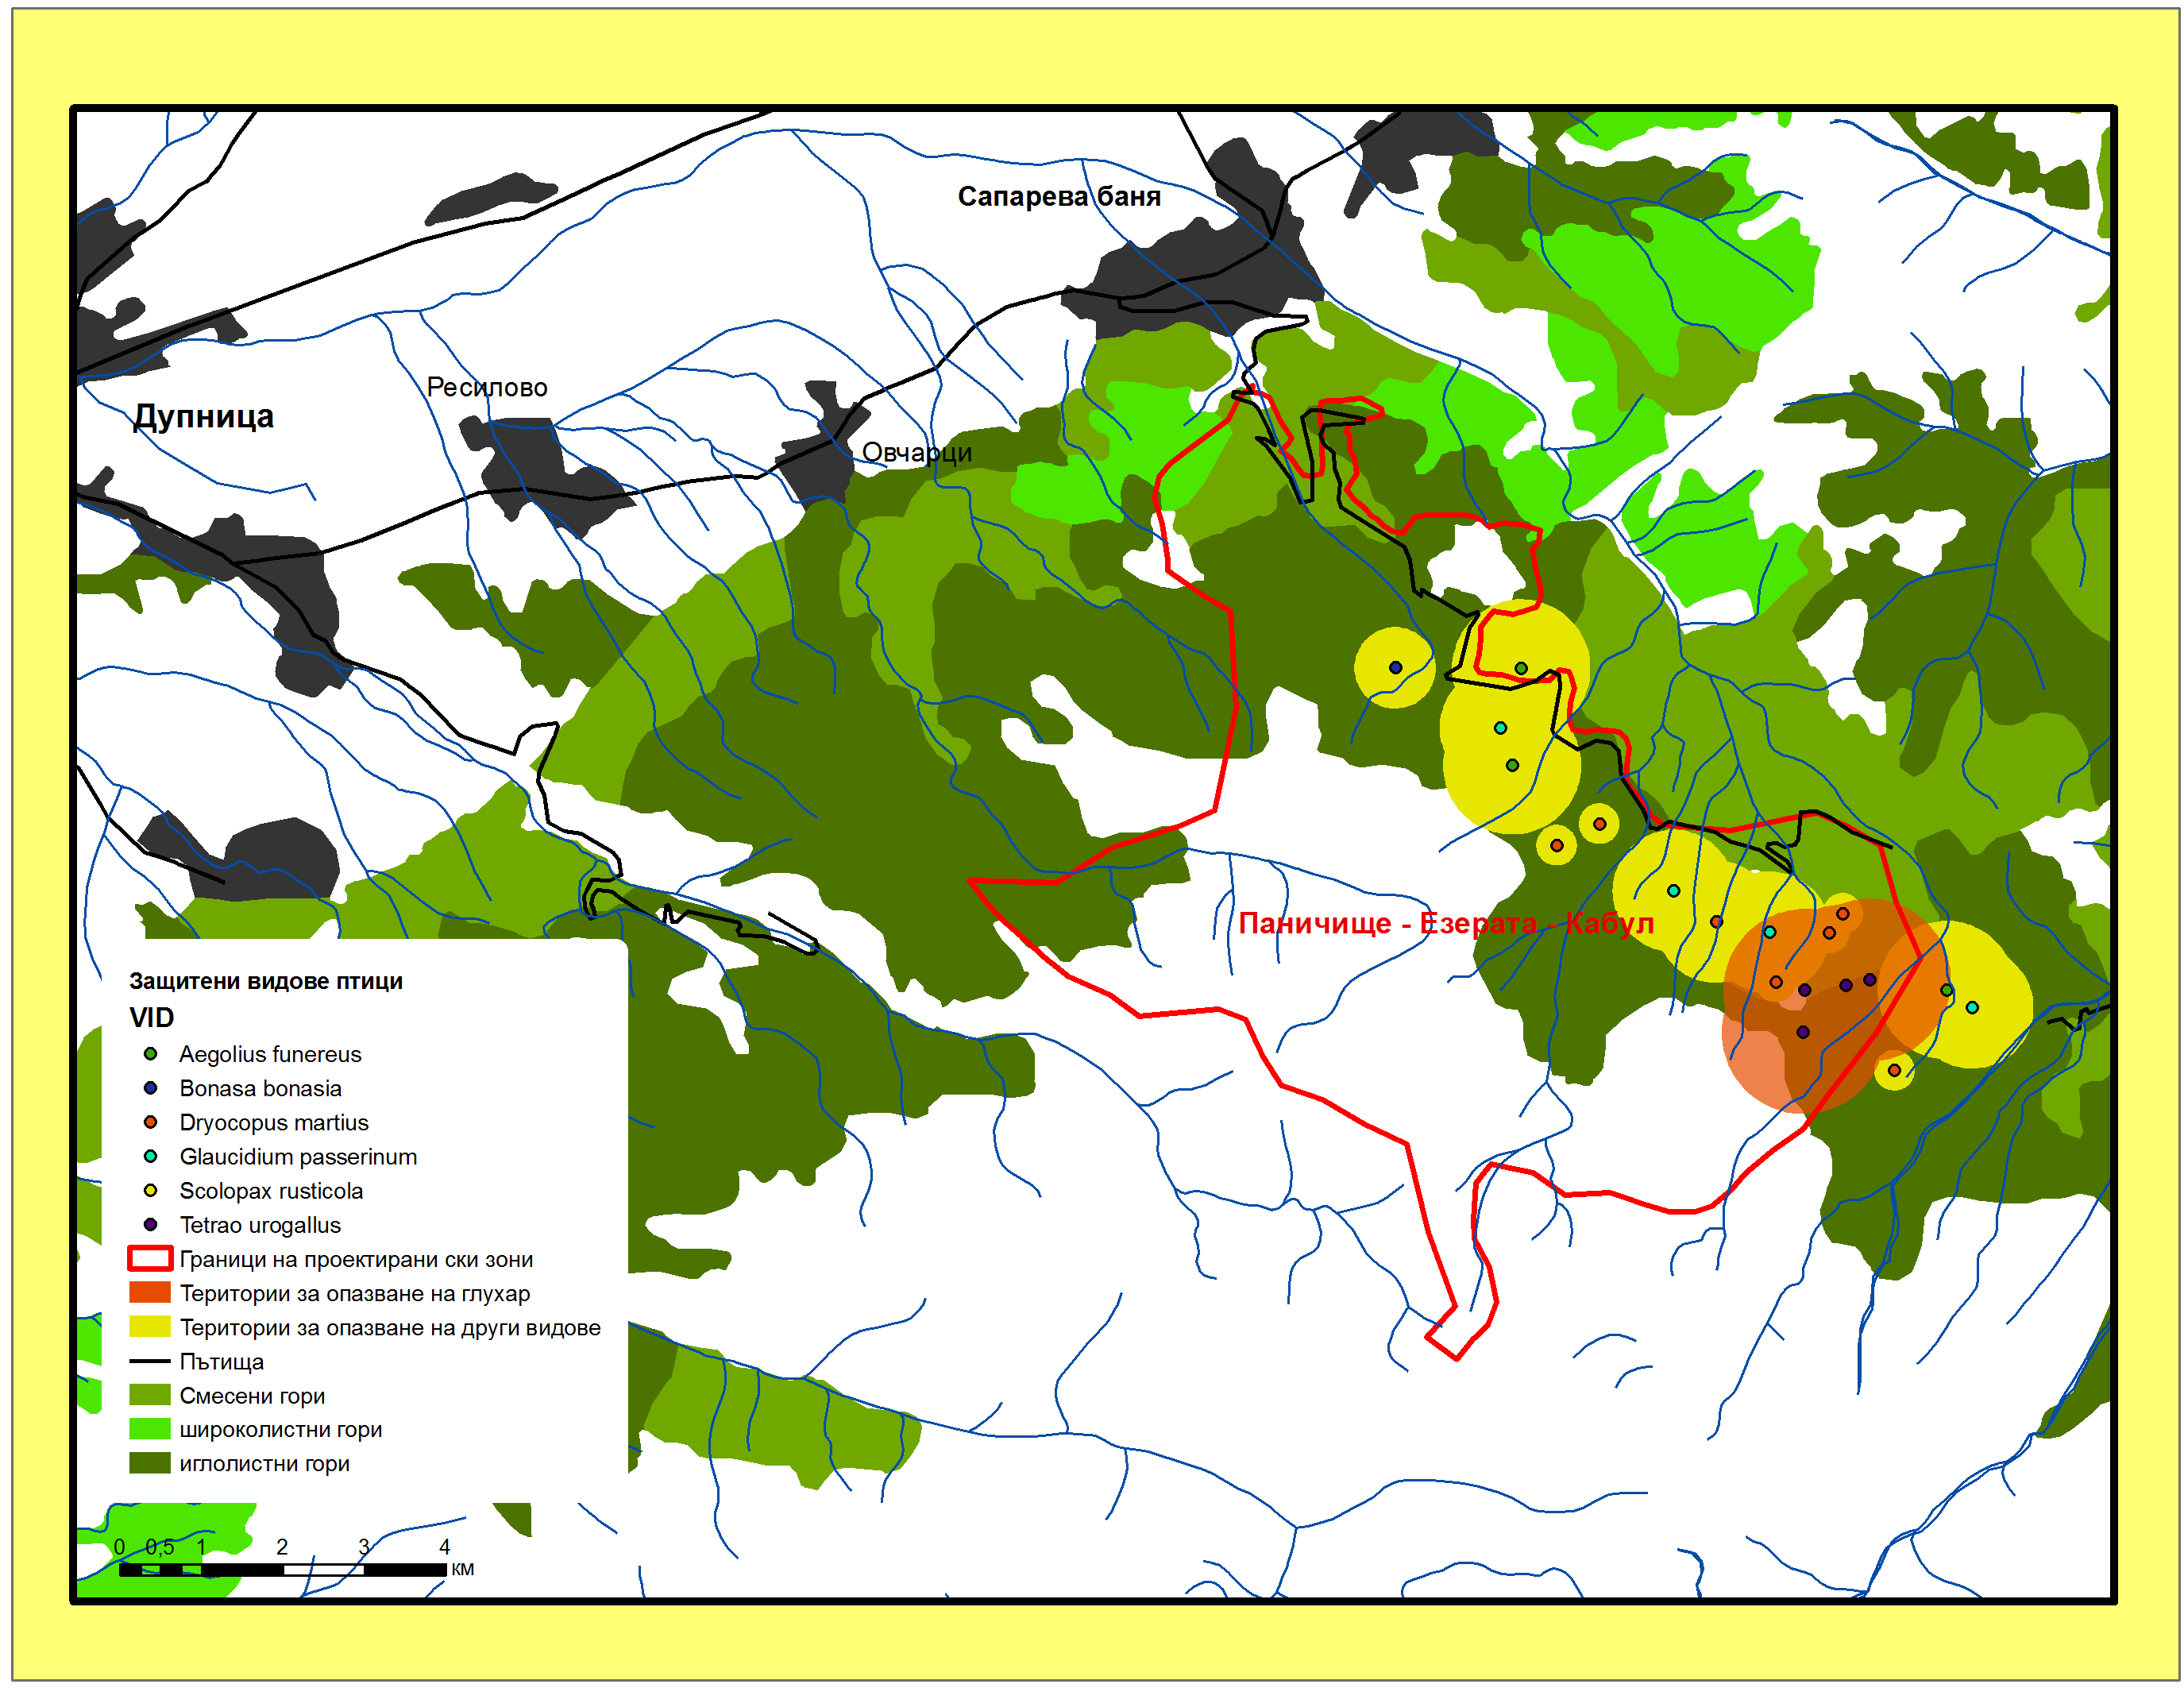 Сапарева баня
Ресилово
Дупница
Овчарци
Паничище - Езерата - Кабул
Защитени видове птици
VID
Aegolius funereus
Bonasa bonasia
Dryocopus martius
Glaucidium passerinum
Scolopax rusticola
Tetrao urogallus
Граници на проектирани ски зони
Територии за опазване на глухар
Територии за опазване на други видове
Пътища
Смесени гори
широколистни гори
иглолистни гори
0 0,5 1 2 3 4
км